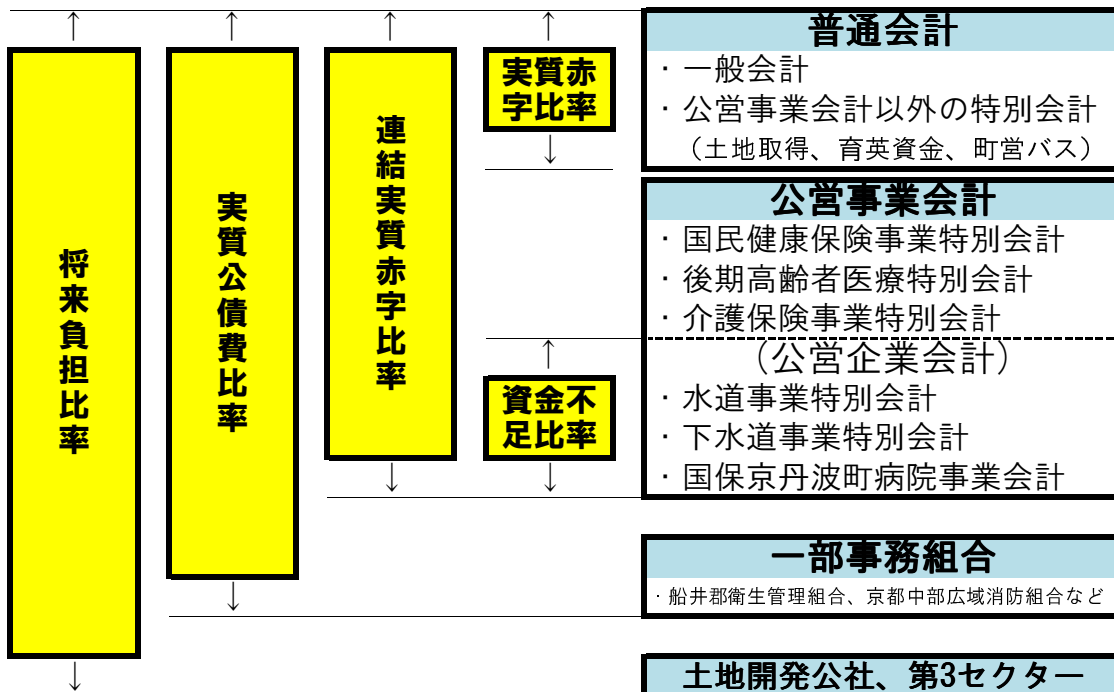 将来負担比率
実質公債費比率
連結実質赤字比率
実質赤
字比率
資金不
足比率
普通会計
・一般会計
・公営事業会計以外の特別会計
（土地取得、育英資金、町営バス）
公営事業会計
・国民健康保険事業特別会計
・後期高齢者医療特別会計
・介護保険事業特別会計
（公営企業会計）
・水道事業特別会計
・下水道事業特別会計
・国保京丹波町病院事業会計
一部事務組合
・船井郡衛生管理組合、京都中部広域消防組合など
土地開発公社、第3セクター